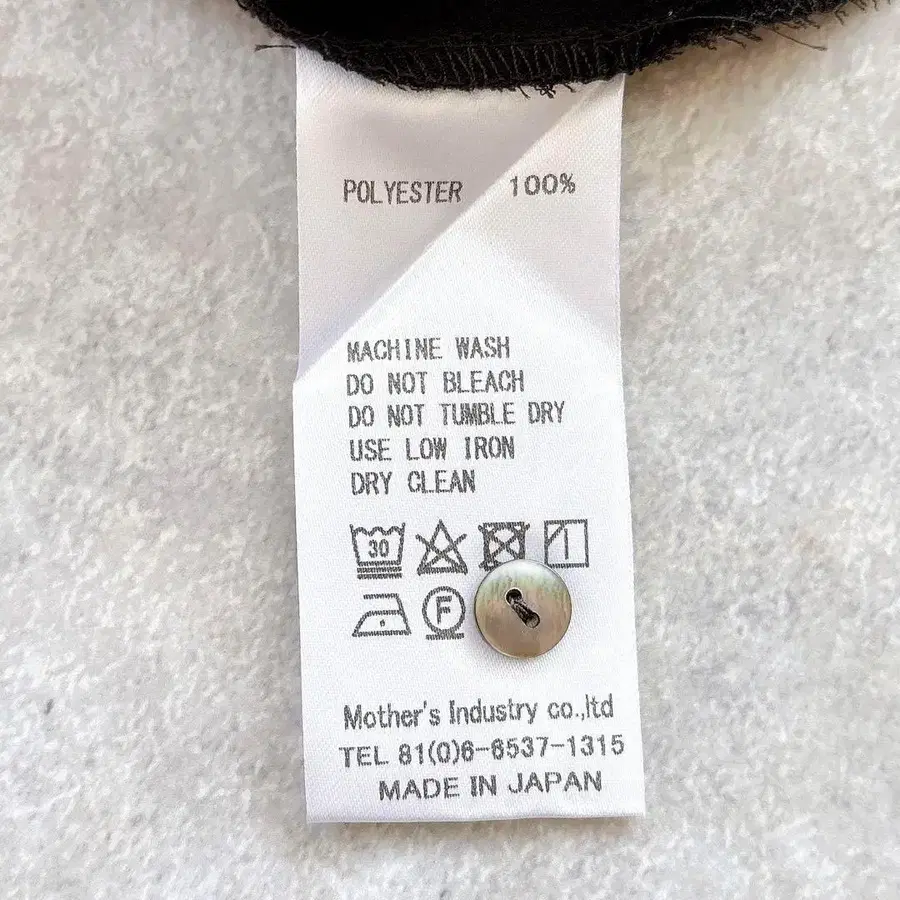 POLYESTER 100%
MACHINE WASH
DO NOT BLEACH
DO NOT TUMBLE DRY
USE LOW IRON
DRY CLEAN
30
F
Mother's Industry co.,ltd
TEL 81(0)6-6537-1315
MADE IN JAPAN